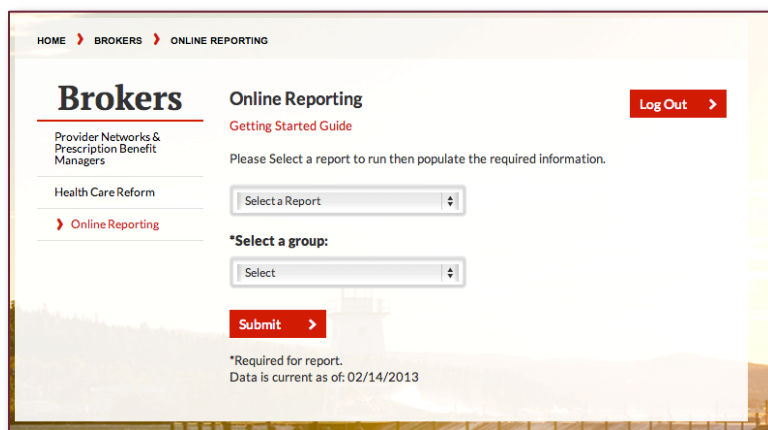 HOME ❯ BROKERS ❯ ONLINE REPORTING
Brokers
Provider Networks &
Prescription Benefit
Managers
Health Care Reform
❯ Online Reporting
Online Reporting
Log Out ❯
Getting Started Guide
Please Select a report to run then populate the required information.
Select a Report
*Select a group:
Select
Submit ❯
*Required for report.
Data is current as of: 02/14/2013